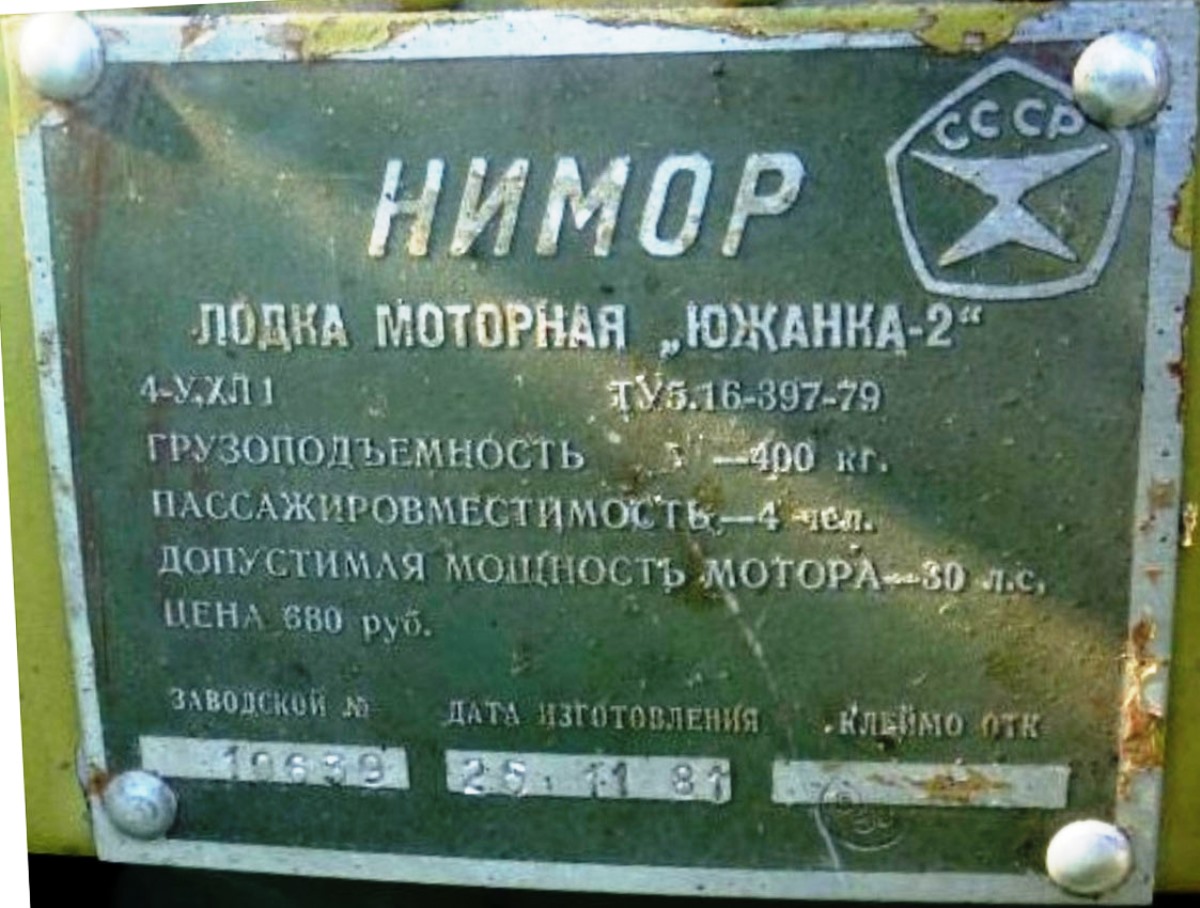 СССР
НИМОР
ЛОДКА МОТОРНАЯ „ЮЖАНКА-2“
4-У,ХЛ1 ТУ5.16-397-79
ГРУЗОПОДЪЕМНОСТЬ —400 кг.
ПАССАЖИРОВМЕСТИМОСТЬ—4 чел.
ДОПУСТИМАЯ МОЩНОСТЬ МОТОРА—30 л.с.
ЦЕНА 680 руб.
ЗАВОДСКОЙ № ДАТА ИЗГОТОВЛЕНИЯ КЛЕЙМО ОТК
10639 25. 11 81